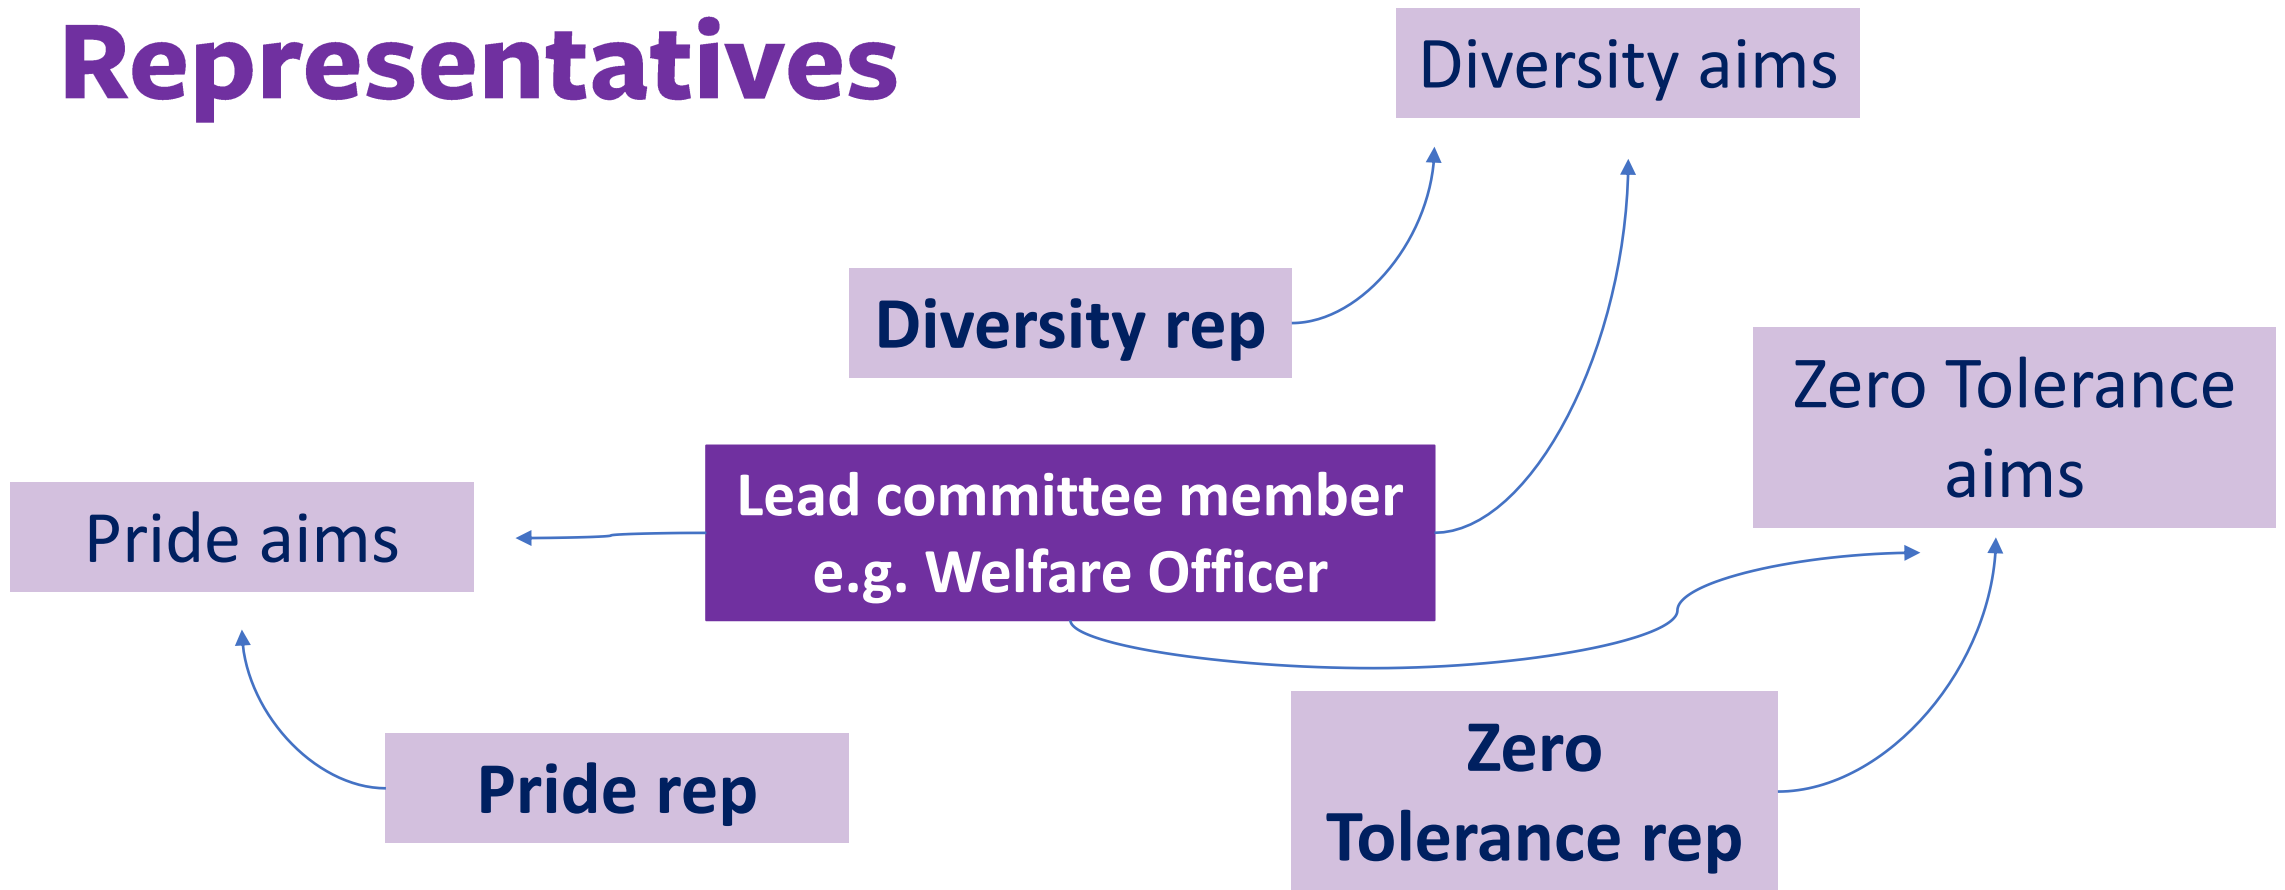 Representatives
Diversity aims
Diversity rep
Zero Tolerance
aims
Lead committee member
e.g. Welfare Officer
Pride aims
Pride rep
Zero
Tolerance rep